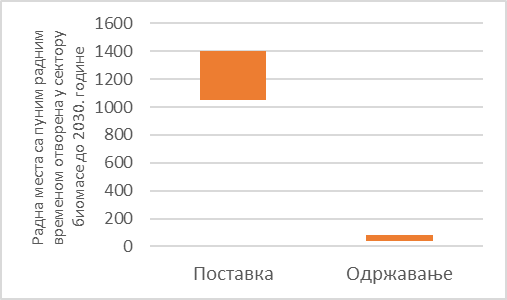 Радна места са пуним радним
временом отворена у сектору
биомасе до 2030. године
1600
1400
1200
1000
800
600
400
200
0
Поставка
Одржавање